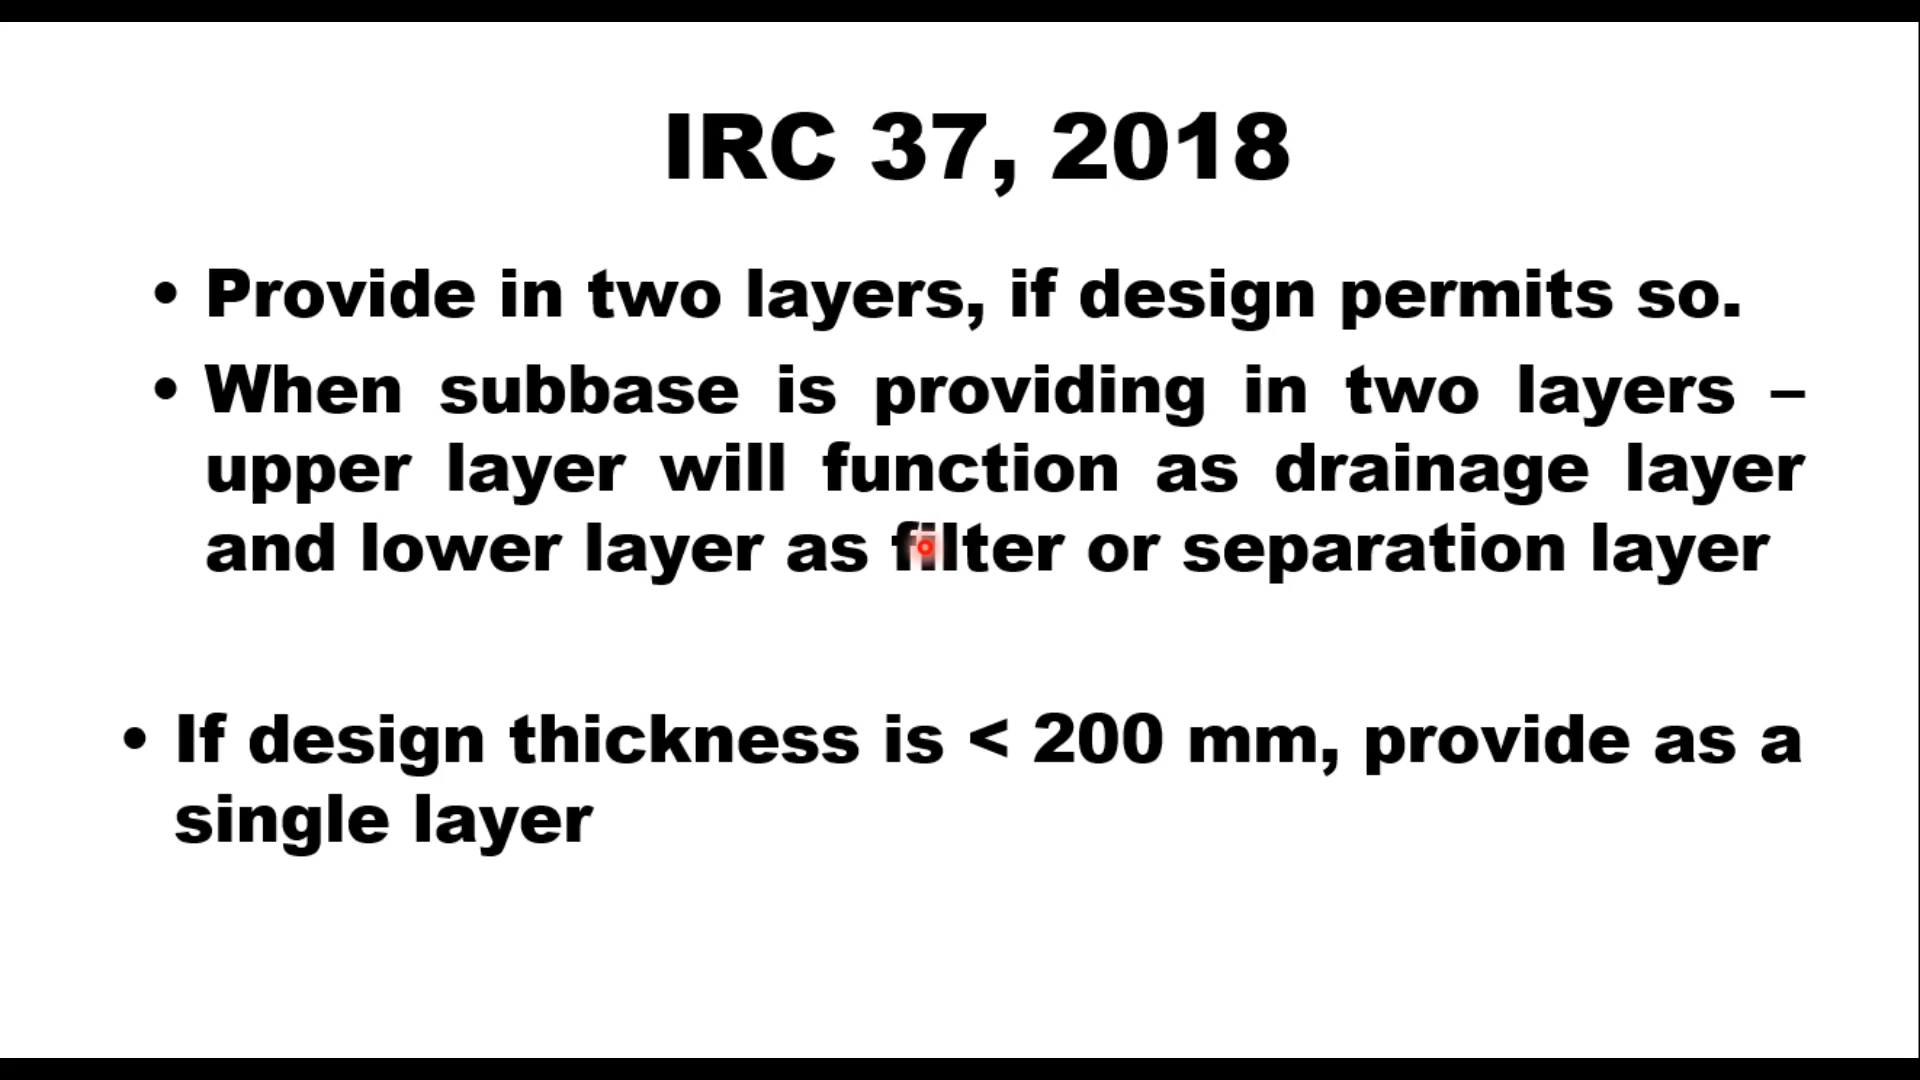 IRC 37, 2018
• Provide in two layers, if design permits so.
• When subbase is providing in two layers –
upper layer will function as drainage layer
and lower layer as filter or separation layer
• If design thickness is < 200 mm, provide as a
single layer